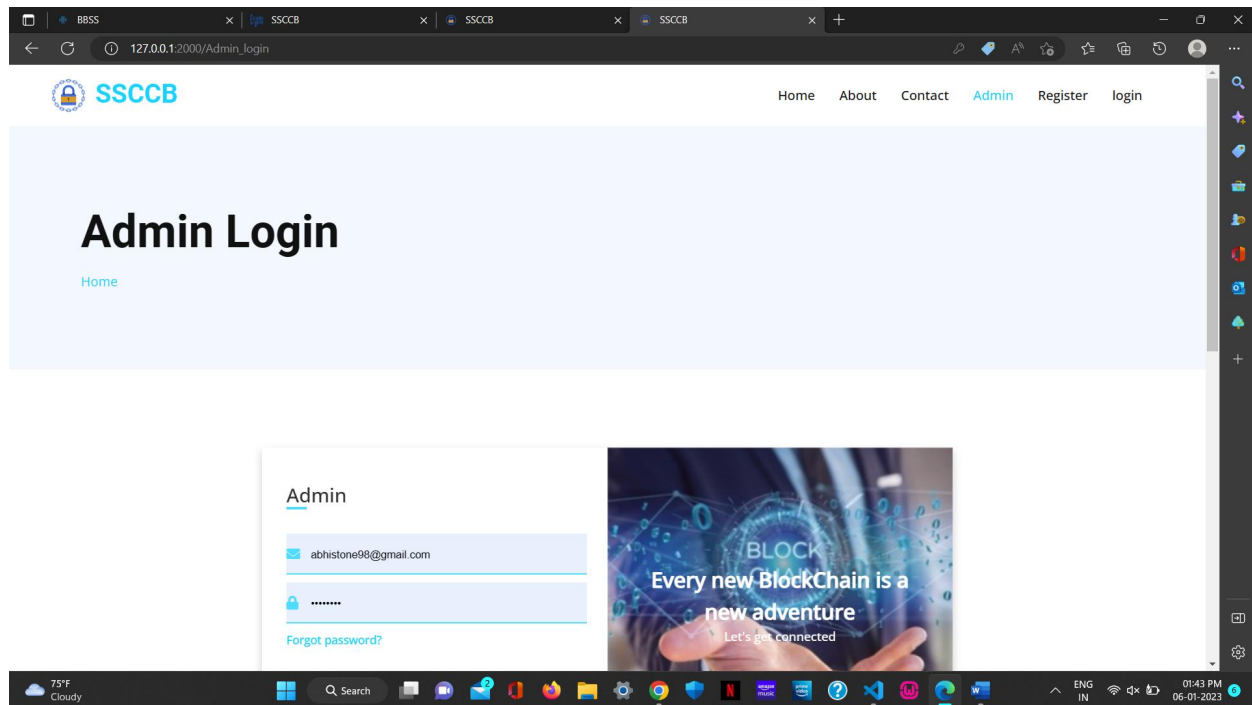 BBSS
SSCCB
SSCCB
SSCCB
127.0.0.1:2000/Admin_login
SSCCB
Home About Contact Admin Register login
Admin Login
Home
Admin
abhistone98@gmail.com
••••••••
Forgot password?
BLOCK
Every new BlockChain is a
new adventure
Let's get connected
75°F
Cloudy
Search
2
ENG
IN
01:43 PM
06-01-2023
6